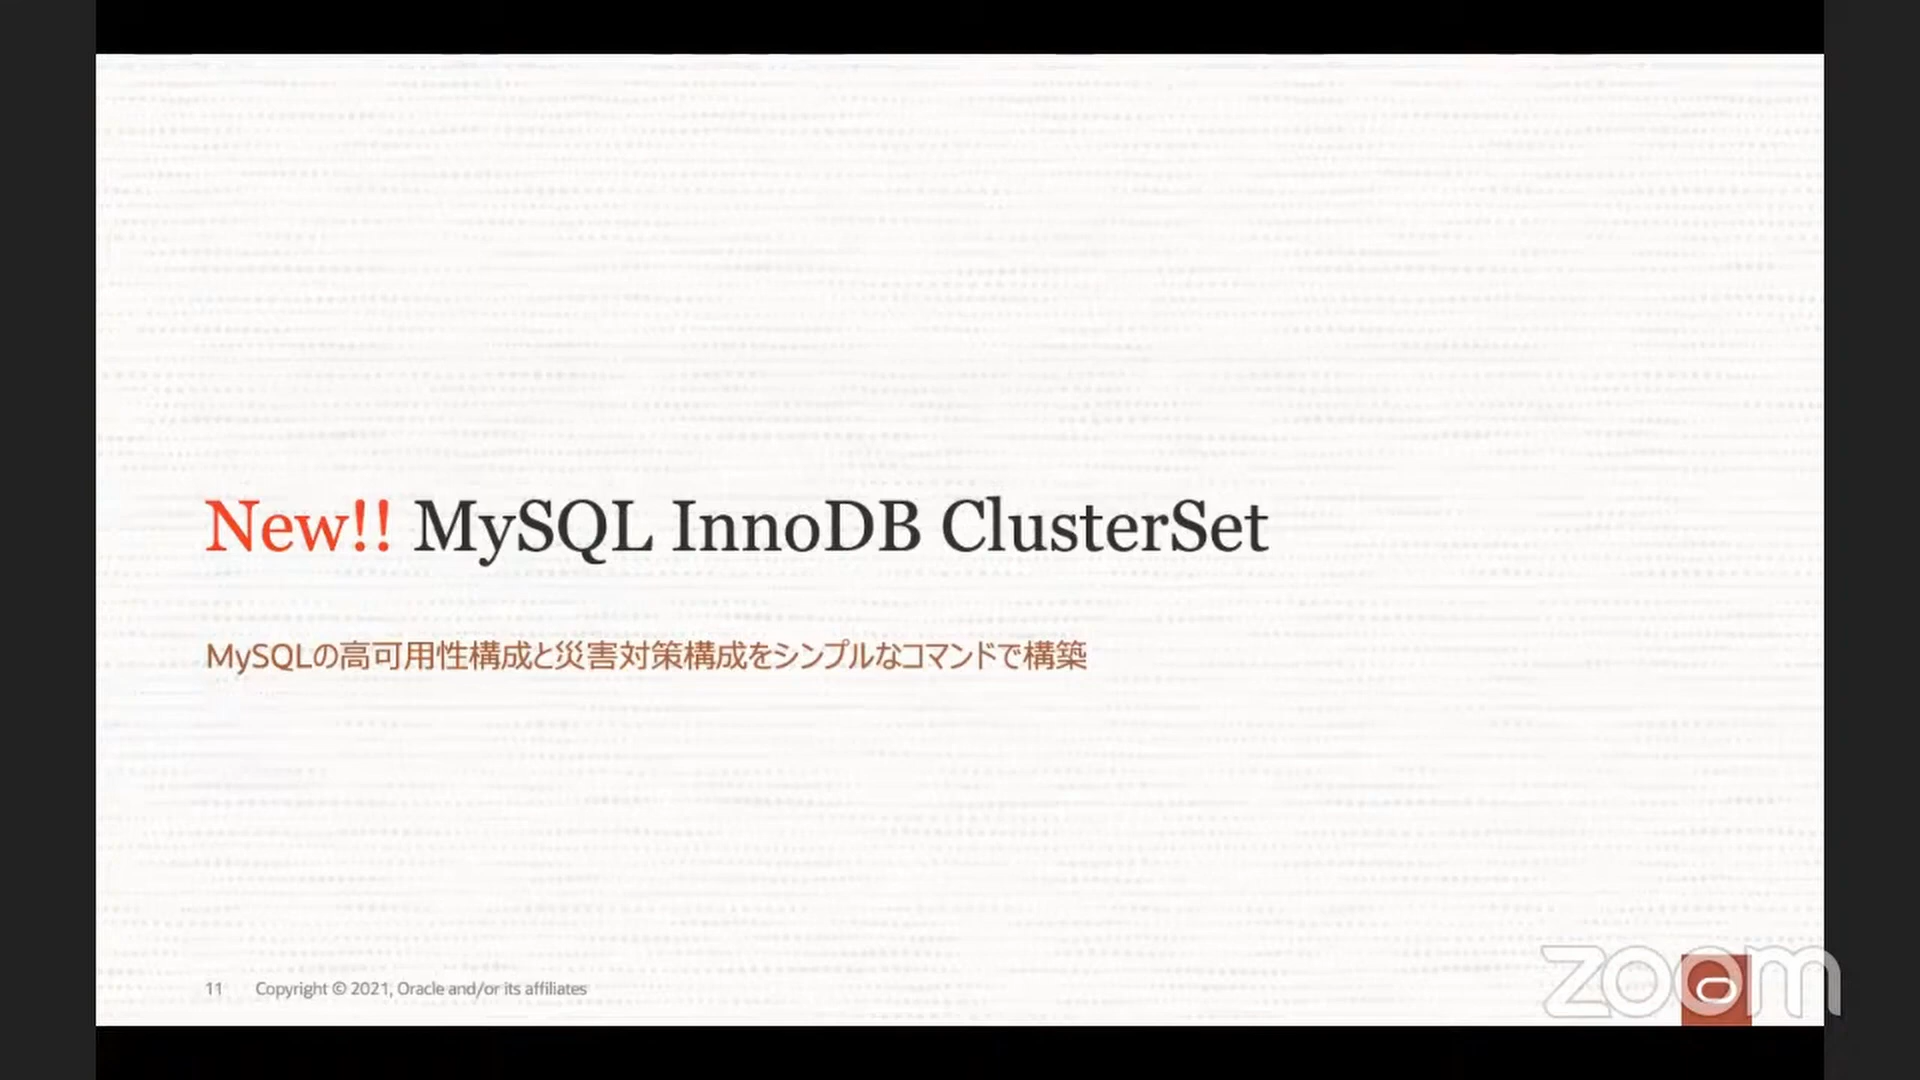 New!! MySQL InnoDB ClusterSet
MySQLの高可用性構成と災害対策構成をシンプルなコマンドで構築
11 Copyright © 2021, Oracle and/or its affiliates
zoom